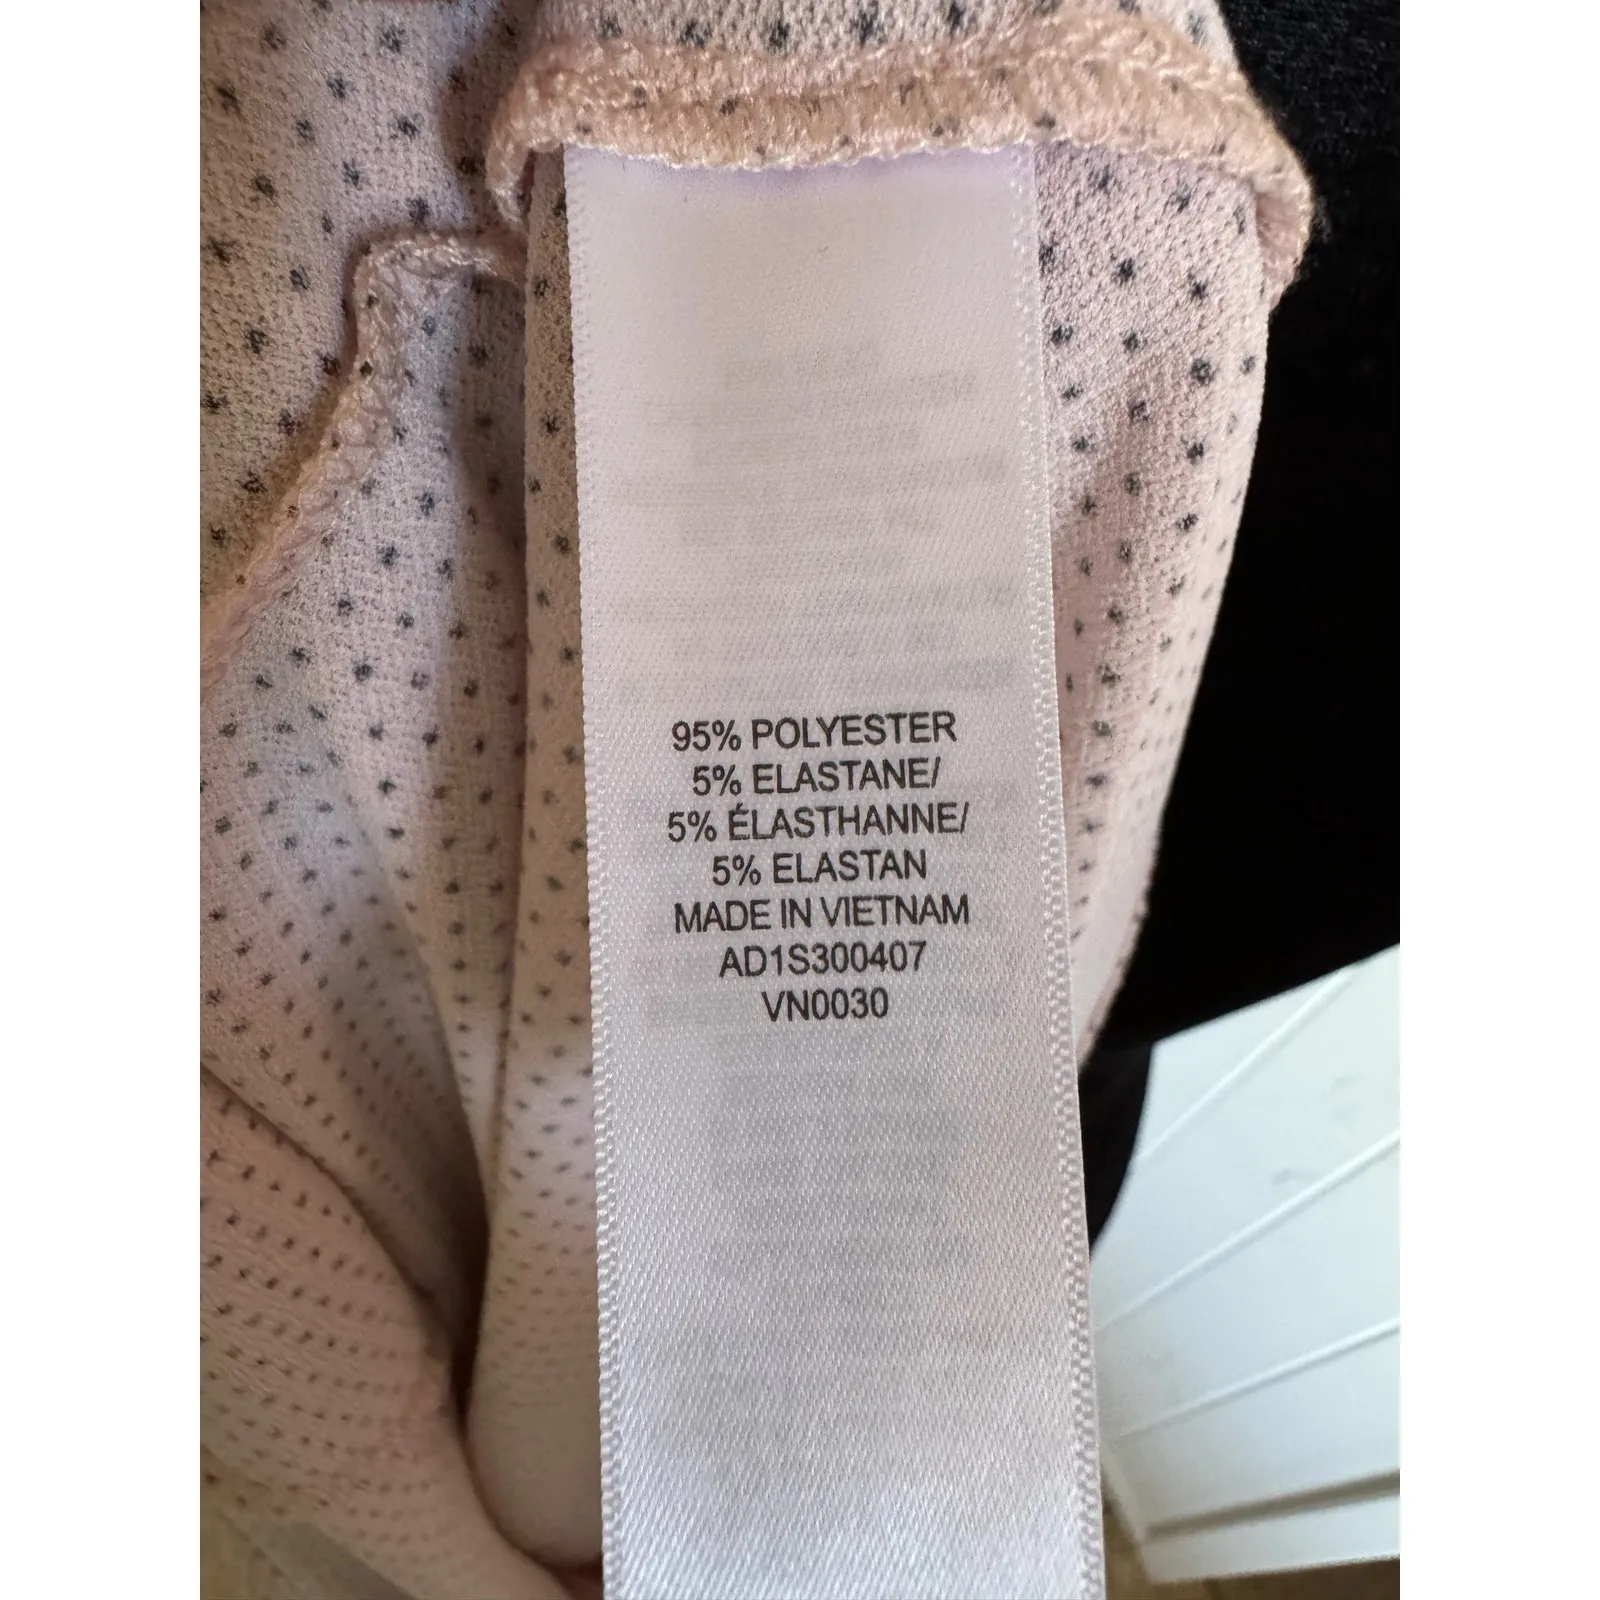 95% POLYESTER
5% ELASTANE/
5% ÉLASTHANNE/
5% ELASTAN
MADE IN VIETNAM
AD1S300407
VN0030